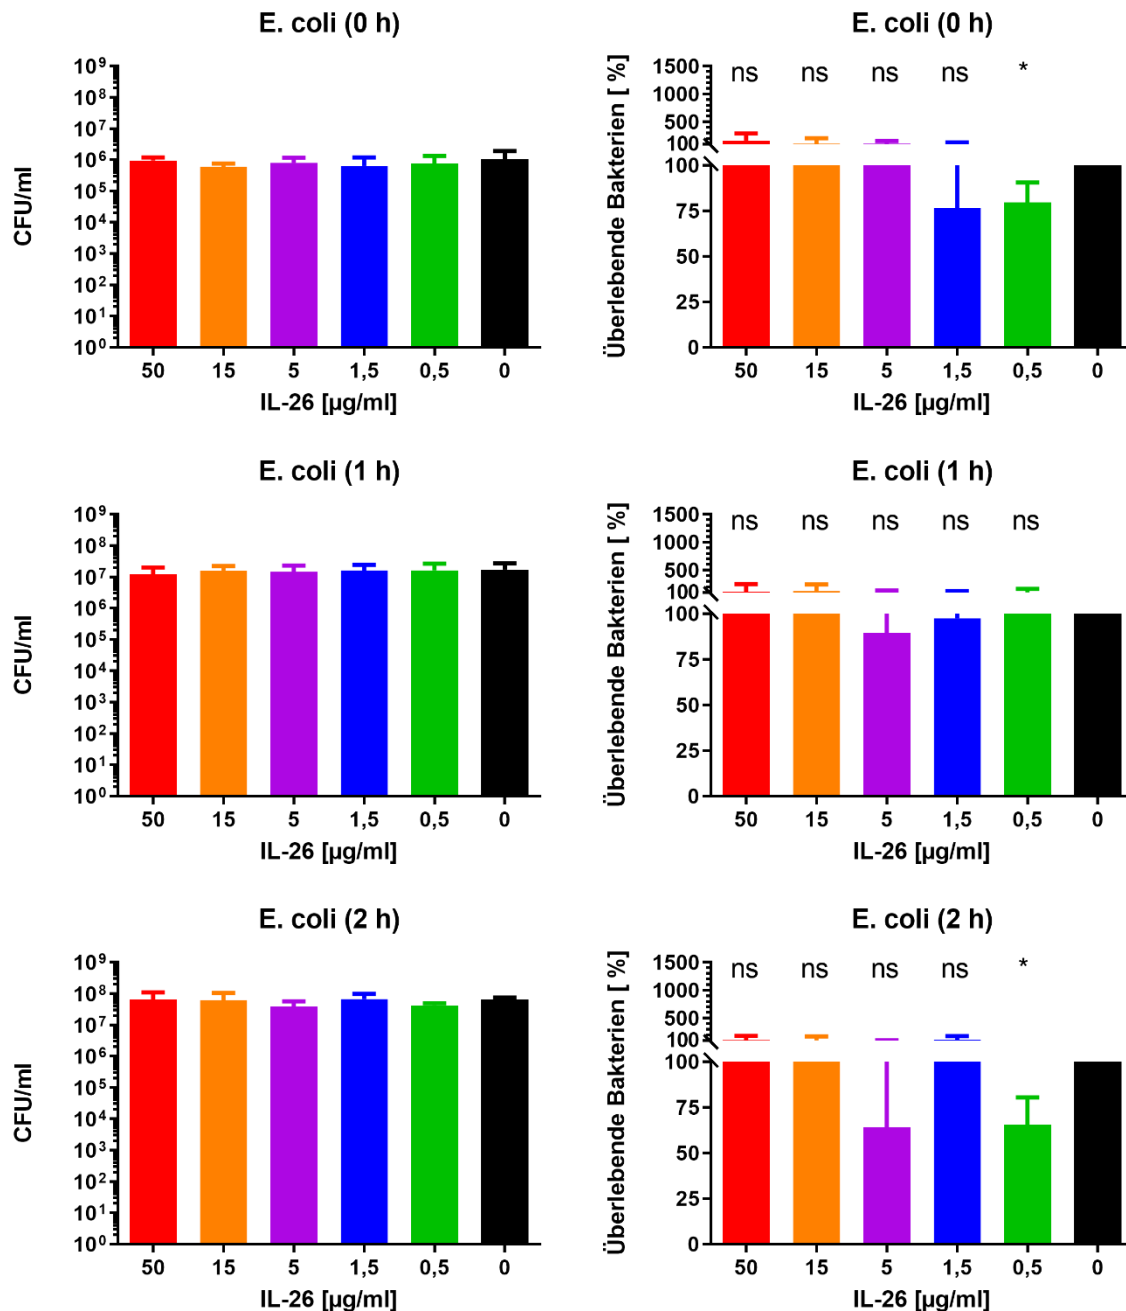 E. coli (0 h)
CFU/ml
10⁹
10⁸
10⁷
10⁶
10⁵
10⁴
10³
10²
10¹
10⁰
50 15 5 1,5 0,5 0
IL-26 [µg/ml]
E. coli (0 h)
Überlebende Bakterien [ %]
1500
1000
500
100
100
75
50
25
0
ns ns ns ns *
50 15 5 1,5 0,5 0
IL-26 [µg/ml]
E. coli (1 h)
CFU/ml
10⁹
10⁸
10⁷
10⁶
10⁵
10⁴
10³
10²
10¹
10⁰
50 15 5 1,5 0,5 0
IL-26 [µg/ml]
E. coli (1 h)
Überlebende Bakterien [ %]
1500
1000
500
100
100
75
50
25
0
ns ns ns ns ns
50 15 5 1,5 0,5 0
IL-26 [µg/ml]
E. coli (2 h)
CFU/ml
10⁹
10⁸
10⁷
10⁶
10⁵
10⁴
10³
10²
10¹
10⁰
50 15 5 1,5 0,5 0
IL-26 [µg/ml]
E. coli (2 h)
Überlebende Bakterien [ %]
1500
1000
500
100
100
75
50
25
0
ns ns ns ns *
50 15 5 1,5 0,5 0
IL-26 [µg/ml]